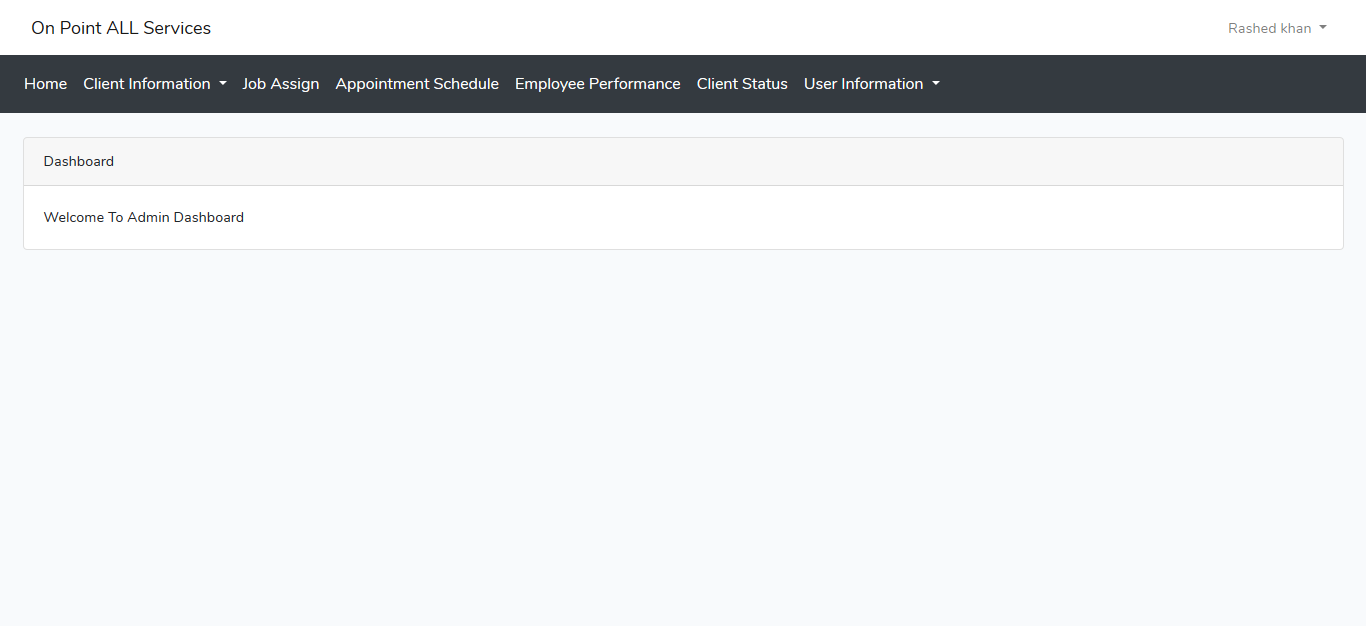 On Point ALL Services Rashed khan
Home Client Information Job Assign Appointment Schedule Employee Performance Client Status User Information
Dashboard
Welcome To Admin Dashboard